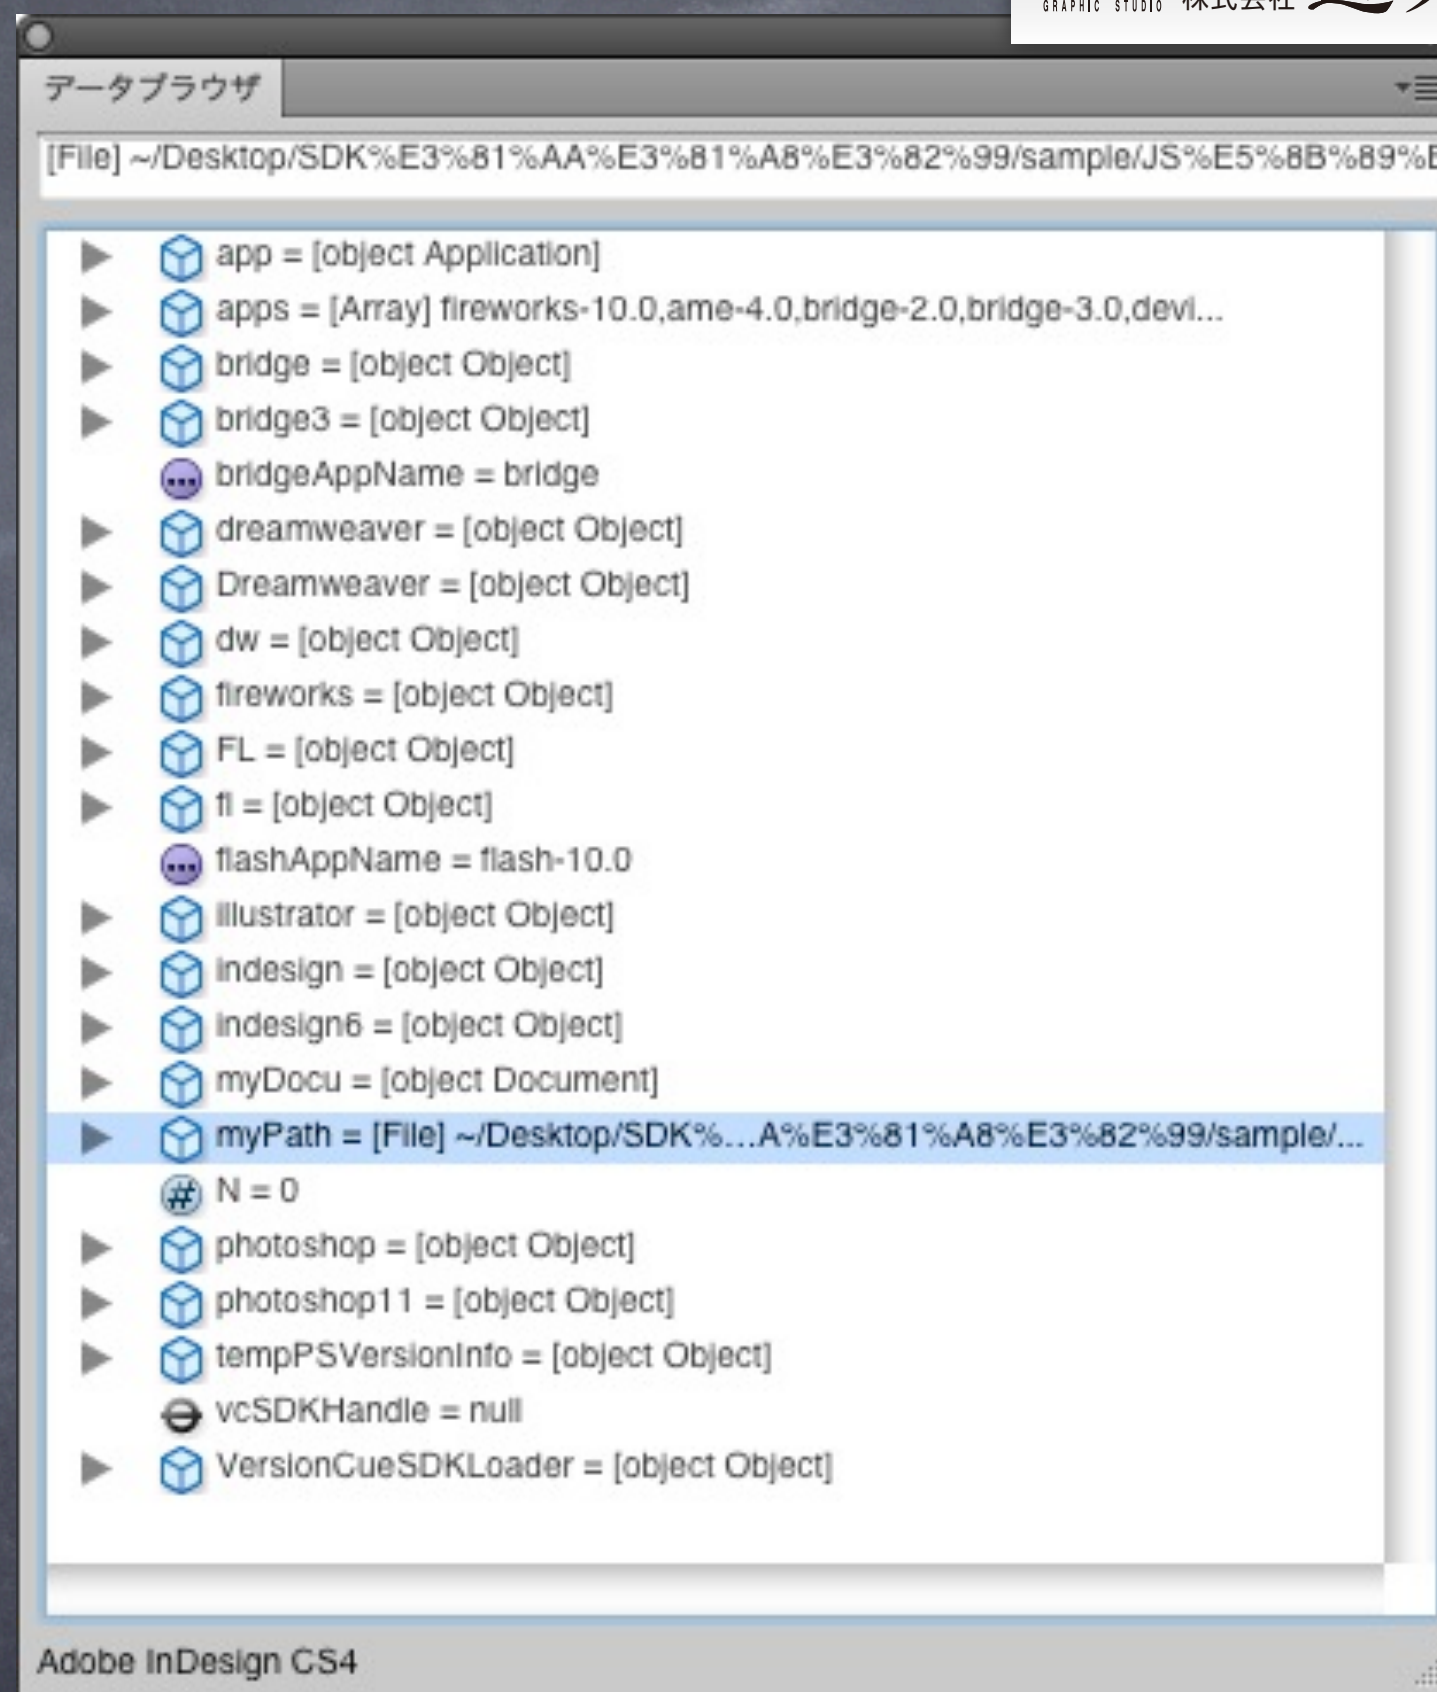 GRAPHIC STUDIO 株式会社
データブラウザ
[File] ~/Desktop/SDK%E3%81%AA%E3%81%A8%E3%82%99/sample/JS%E5%8B%89%E
app = [object Application]
apps = [Array] fireworks-10.0,ame-4.0,bridge-2.0,bridge-3.0,devi...
bridge = [object Object]
bridge3 = [object Object]
bridgeAppName = bridge
dreamweaver = [object Object]
Dreamweaver = [object Object]
dw = [object Object]
fireworks = [object Object]
FL = [object Object]
fl = [object Object]
flashAppName = flash-10.0
illustrator = [object Object]
indesign = [object Object]
indesign6 = [object Object]
myDocu = [object Document]
myPath = [File] ~/Desktop/SDK%...A%E3%81%A8%E3%82%99/sample/...
N = 0
photoshop = [object Object]
photoshop11 = [object Object]
tempPSVersionInfo = [object Object]
vcSDKHandle = null
VersionCueSDKLoader = [object Object]
Adobe InDesign CS4